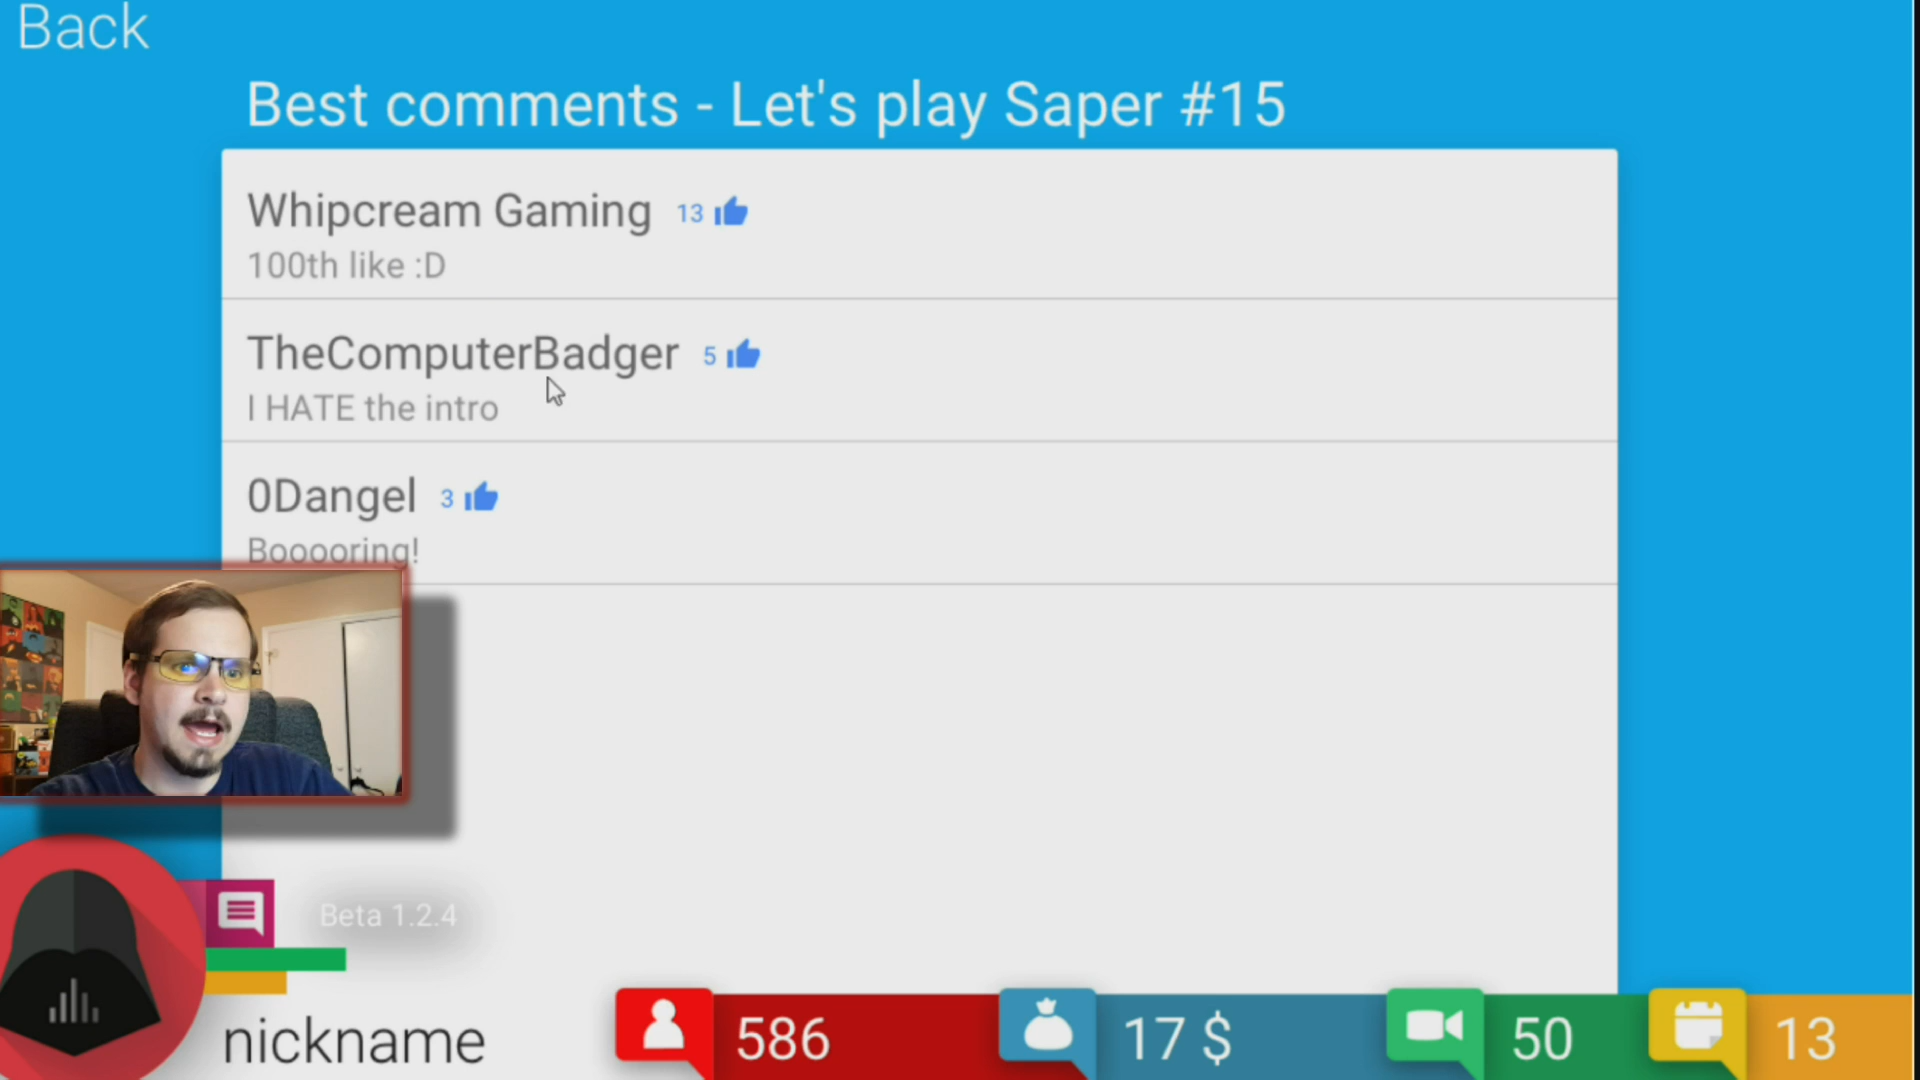 Back
Best comments - Let's play Saper #15
Whipcream Gaming 13
100th like :D
TheComputerBadger 5
I HATE the intro
0Dangel 3
Booooring!
Beta 1.2.4
nickname
586
17 $
50
13